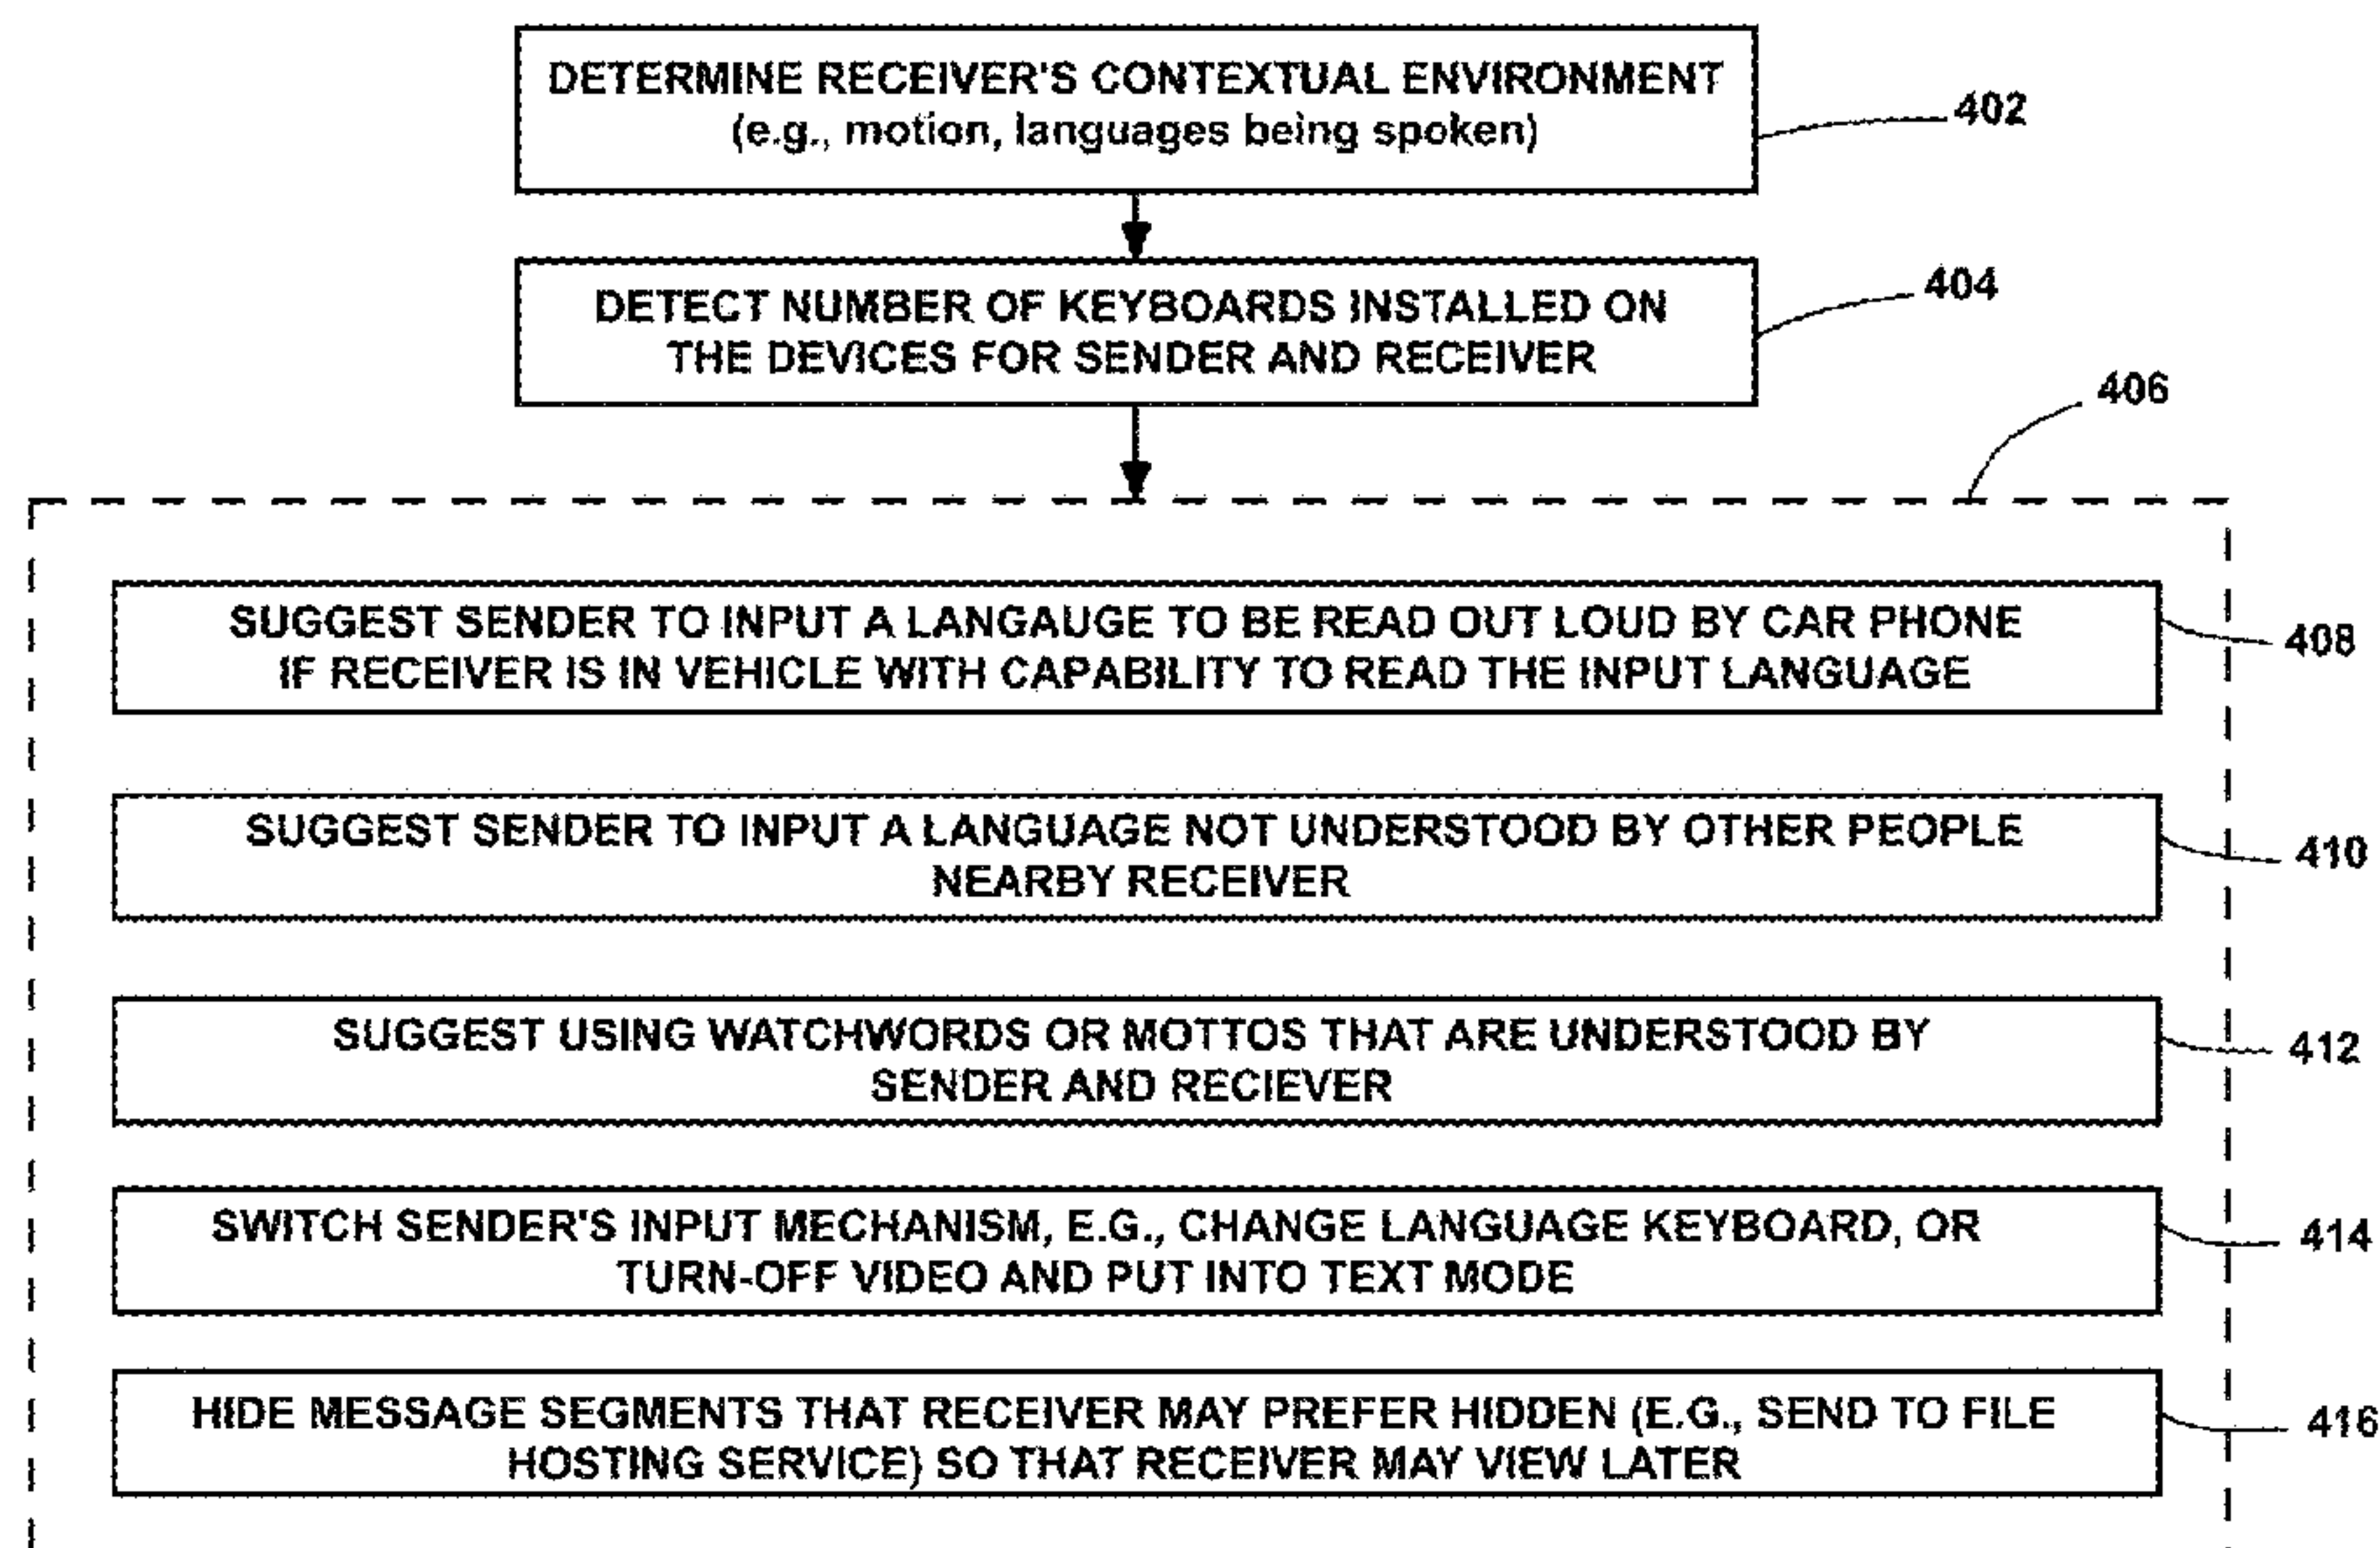 DETERMINE RECEIVER'S CONTEXTUAL ENVIRONMENT
(e.g., motion, languages being spoken)
402
DETECT NUMBER OF KEYBOARDS INSTALLED ON
THE DEVICES FOR SENDER AND RECEIVER
404
406
SUGGEST SENDER TO INPUT A LANGAUGE TO BE READ OUT LOUD BY CAR PHONE
IF RECEIVER IS IN VEHICLE WITH CAPABILITY TO READ THE INPUT LANGUAGE
408
SUGGEST SENDER TO INPUT A LANGUAGE NOT UNDERSTOOD BY OTHER PEOPLE
NEARBY RECEIVER
410
SUGGEST USING WATCHWORDS OR MOTTOS THAT ARE UNDERSTOOD BY
SENDER AND RECIEVER
412
SWITCH SENDER'S INPUT MECHANISM, E.G., CHANGE LANGUAGE KEYBOARD, OR
TURN-OFF VIDEO AND PUT INTO TEXT MODE
414
HIDE MESSAGE SEGMENTS THAT RECEIVER MAY PREFER HIDDEN (E.G., SEND TO FILE
HOSTING SERVICE) SO THAT RECEIVER MAY VIEW LATER
416